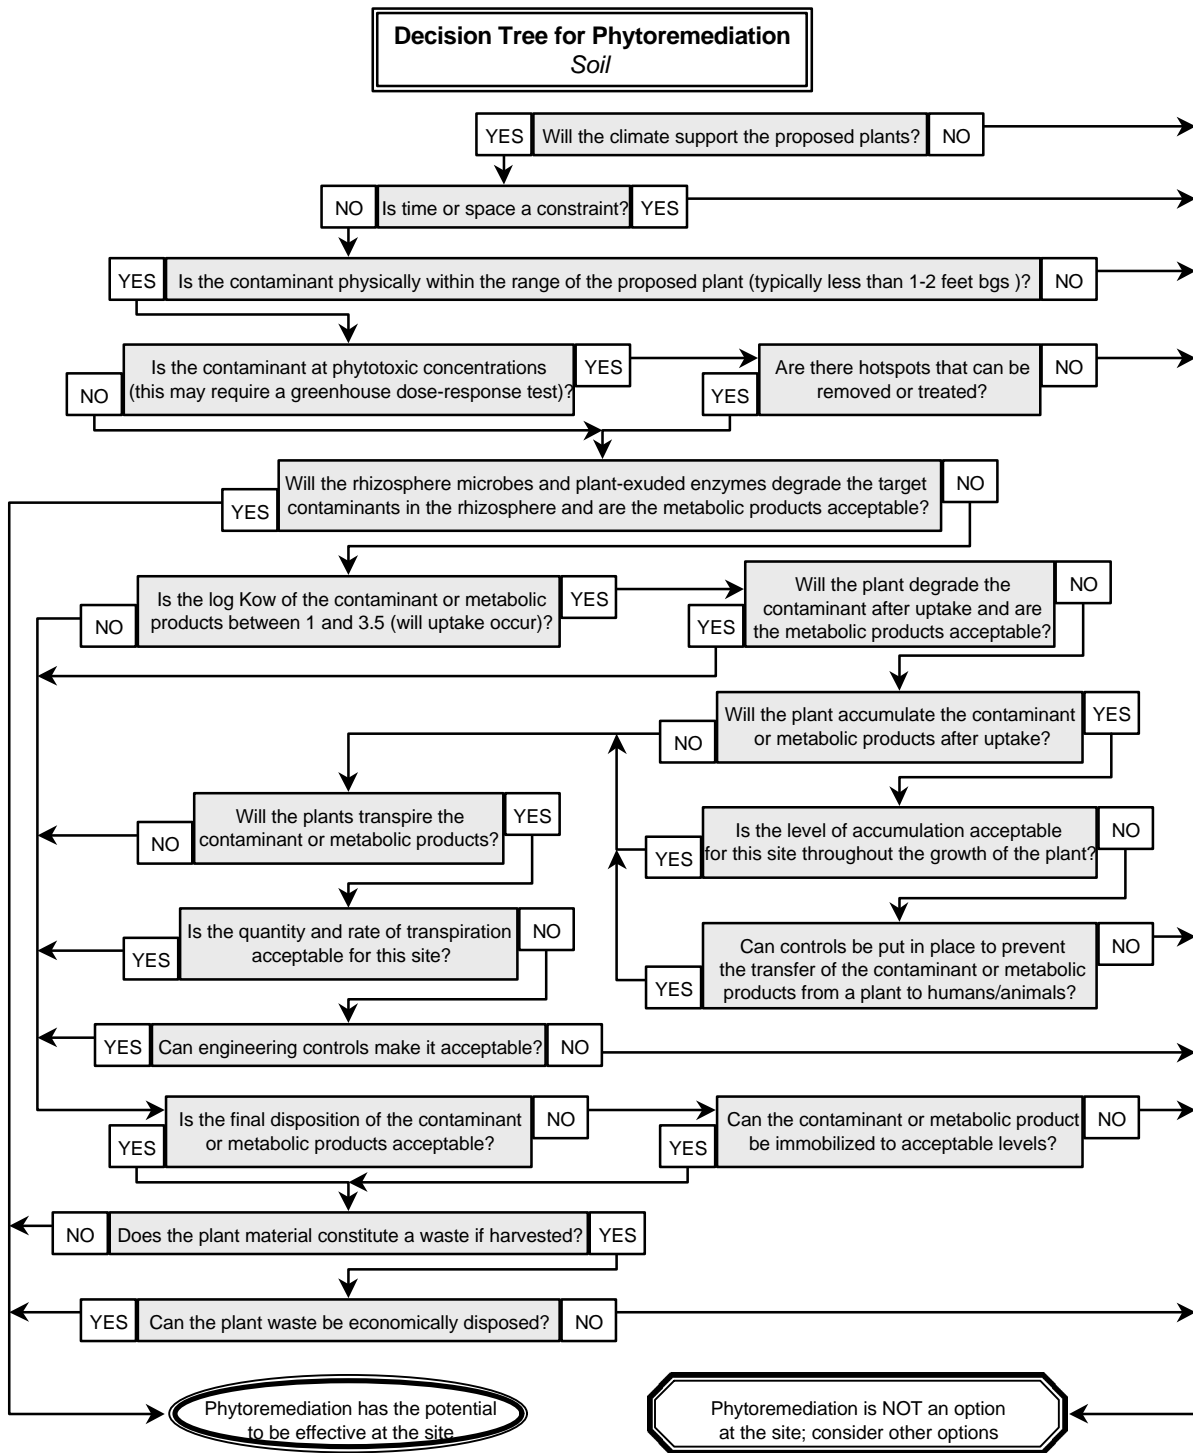 Decision Tree for Phytoremediation
Soil
YES
Will the climate support the proposed plants?
NO
NO
Is time or space a constraint?
YES
YES
Is the contaminant physically within the range of the proposed plant (typically less than 1-2 feet bgs )?
NO
NO
Is the contaminant at phytotoxic concentrations
(this may require a greenhouse dose-response test)?
YES
YES
Are there hotspots that can be
removed or treated?
NO
YES
Will the rhizosphere microbes and plant-exuded enzymes degrade the target
contaminants in the rhizosphere and are the metabolic products acceptable?
NO
NO
Is the log Kow of the contaminant or metabolic
products between 1 and 3.5 (will uptake occur)?
YES
YES
Will the plant degrade the
contaminant after uptake and are
the metabolic products acceptable?
NO
NO
Will the plant accumulate the contaminant
or metabolic products after uptake?
YES
NO
Will the plants transpire the
contaminant or metabolic products?
YES
YES
Is the level of accumulation acceptable
for this site throughout the growth of the plant?
NO
YES
Is the quantity and rate of transpiration
acceptable for this site?
NO
YES
Can controls be put in place to prevent
the transfer of the contaminant or metabolic
products from a plant to humans/animals?
NO
YES
Can engineering controls make it acceptable?
NO
YES
Is the final disposition of the contaminant
or metabolic products acceptable?
NO
YES
Can the contaminant or metabolic product
be immobilized to acceptable levels?
NO
NO
Does the plant material constitute a waste if harvested?
YES
YES
Can the plant waste be economically disposed?
NO
Phytoremediation has the potential
to be effective at the site
Phytoremediation is NOT an option
at the site; consider other options